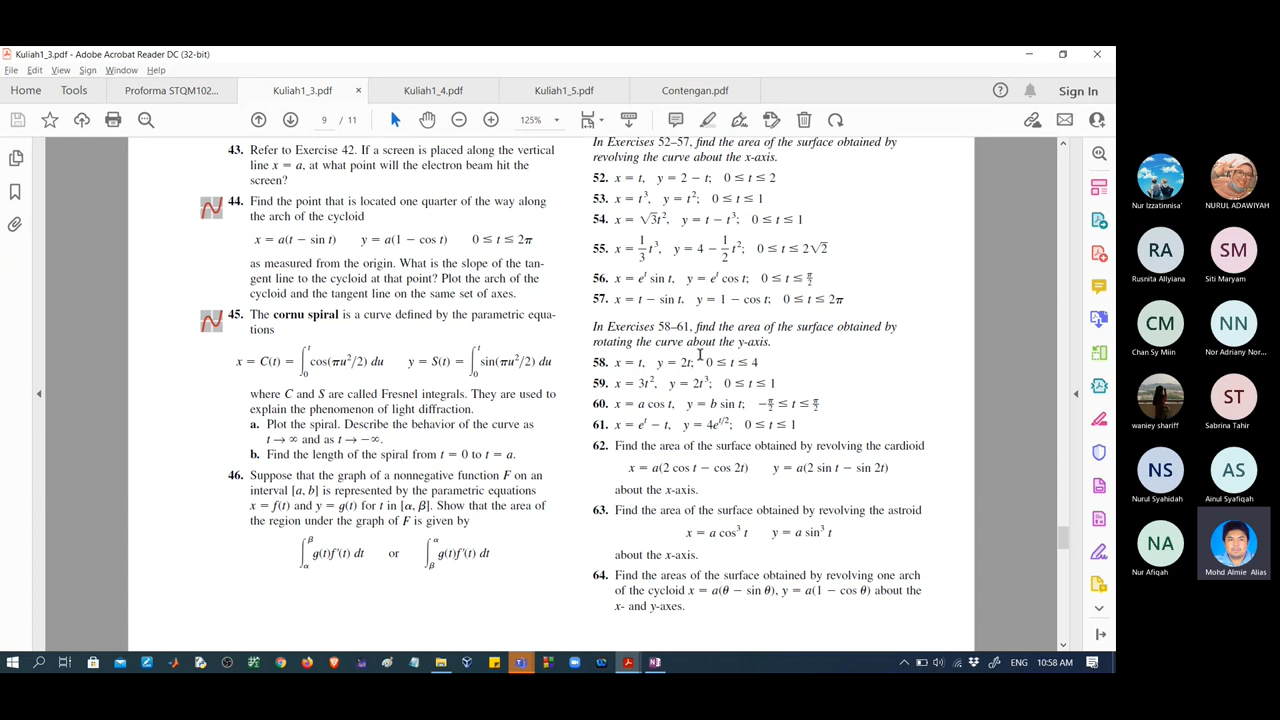 Kuliah1_3.pdf - Adobe Acrobat Reader DC (32-bit)
File Edit View Sign Window Help
Home Tools Proforma STQM102... Kuliah1_3.pdf × Kuliah1_4.pdf Kuliah1_5.pdf Contengan.pdf Sign In
9 / 11 125%
43. Refer to Exercise 42. If a screen is placed along the vertical
line x = a, at what point will the electron beam hit the
screen?
44. Find the point that is located one quarter of the way along
the arch of the cycloid
x = a(t − sin t) y = a(1 − cos t) 0 ≤ t ≤ 2π
as measured from the origin. What is the slope of the tan-
gent line to the cycloid at that point? Plot the arch of the
cycloid and the tangent line on the same set of axes.
45. The cornu spiral is a curve defined by the parametric equa-
tions
x = C(t) = ∫₀ᵗ cos(πu²/2) du y = S(t) = ∫₀ᵗ sin(πu²/2) du
where C and S are called Fresnel integrals. They are used to
explain the phenomenon of light diffraction.
a. Plot the spiral. Describe the behavior of the curve as
t → ∞ and as t → −∞.
b. Find the length of the spiral from t = 0 to t = a.
46. Suppose that the graph of a nonnegative function F on an
interval [a, b] is represented by the parametric equations
x = f(t) and y = g(t) for t in [α, β]. Show that the area of
the region under the graph of F is given by
∫_α^β g(t)f′(t) dt or ∫_β^α g(t)f′(t) dt
In Exercises 52–57, find the area of the surface obtained by
revolving the curve about the x-axis.
52. x = t, y = 2 − t; 0 ≤ t ≤ 2
53. x = t³, y = t²; 0 ≤ t ≤ 1
54. x = √3t², y = t − t³; 0 ≤ t ≤ 1
55. x = 1/3 t³, y = 4 − 1/2 t²; 0 ≤ t ≤ 2√2
56. x = eᵗ sin t, y = eᵗ cos t; 0 ≤ t ≤ π/2
57. x = t − sin t, y = 1 − cos t; 0 ≤ t ≤ 2π
In Exercises 58–61, find the area of the surface obtained by
rotating the curve about the y-axis.
58. x = t, y = 2t; 0 ≤ t ≤ 4
59. x = 3t², y = 2t³; 0 ≤ t ≤ 1
60. x = a cos t, y = b sin t; −π/2 ≤ t ≤ π/2
61. x = eᵗ − t, y = 4e^(t/2); 0 ≤ t ≤ 1
62. Find the area of the surface obtained by revolving the cardioid
x = a(2 cos t − cos 2t) y = a(2 sin t − sin 2t)
about the x-axis.
63. Find the area of the surface obtained by revolving the astroid
x = a cos³ t y = a sin³ t
about the x-axis.
64. Find the areas of the surface obtained by revolving one arch
of the cycloid x = a(θ − sin θ), y = a(1 − cos θ) about the
x- and y-axes.
Nur Izzatinnisa' NURUL ADAWIYAH
RA SM
Rusnita Allyiana Siti Maryam
CM NN
Chan Sy Miin Nor Adriany Nor...
ST
waniey shariff Sabrina Tahir
NS AS
Nurul Syahidah Ainul Syafiqah
NA
Nur Afiqah Mohd Almie Alias
ENG 10:58 AM